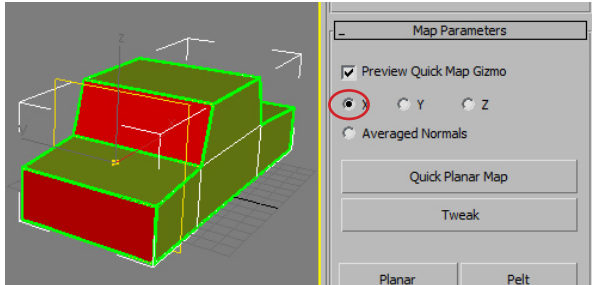 Z
- Map Parameters
Preview Quick Map Gizmo
X Y Z
Averaged Normals
Quick Planar Map
Tweak
Planar Pelt